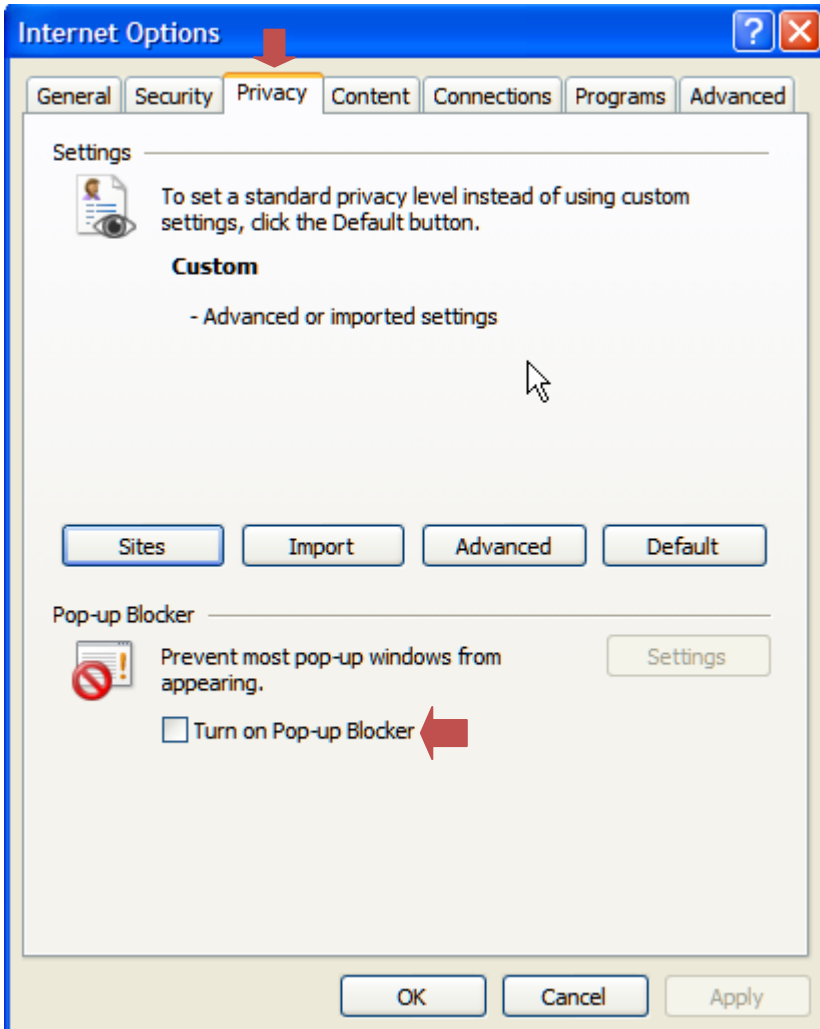 Internet Options
?
General Security Privacy Content Connections Programs Advanced
Settings
To set a standard privacy level instead of using custom
settings, click the Default button.
Custom
- Advanced or imported settings
Sites Import Advanced Default
Pop-up Blocker
Prevent most pop-up windows from
appearing.
Settings
Turn on Pop-up Blocker
OK Cancel Apply